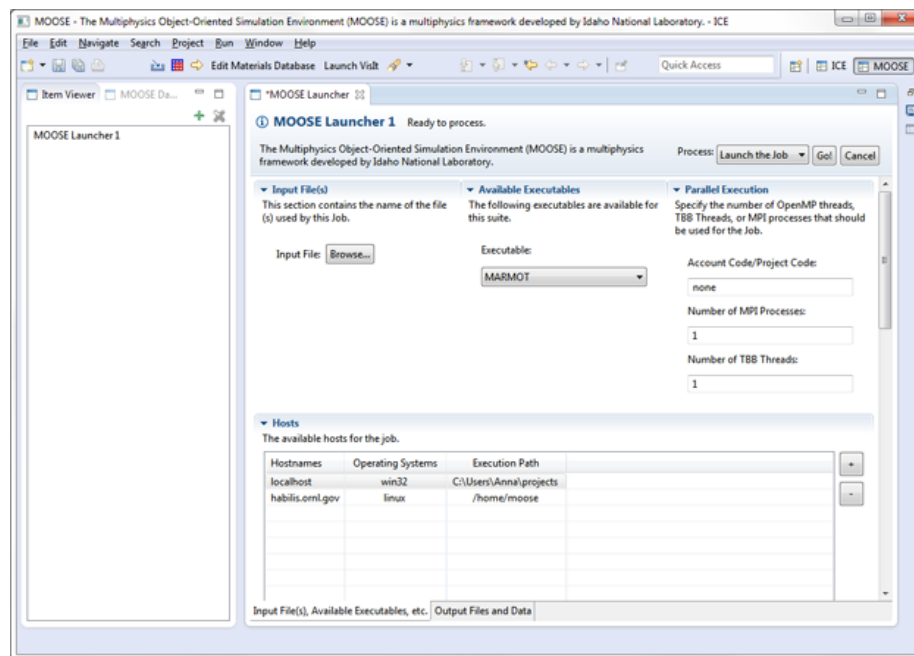 MOOSE - The Multiphysics Object-Oriented Simulation Environment (MOOSE) is a multiphysics framework developed by Idaho National Laboratory. - ICE
File Edit Navigate Search Project Run Window Help
Edit Materials Database Launch VisIt Quick Access ICE MOOSE
Item Viewer MOOSE Da... *MOOSE Launcher
MOOSE Launcher 1
MOOSE Launcher 1 Ready to process.
The Multiphysics Object-Oriented Simulation Environment (MOOSE) is a multiphysics
framework developed by Idaho National Laboratory.
Process: Launch the Job Go! Cancel
Input File(s)
This section contains the name of the file
(s) used by this Job.
Input File: Browse...
Available Executables
The following executables are available for
this suite.
Executable:
MARMOT
Parallel Execution
Specify the number of OpenMP threads,
TBB Threads, or MPI processes that should
be used for the Job.
Account Code/Project Code:
none
Number of MPI Processes:
1
Number of TBB Threads:
1
Hosts
The available hosts for the job.
Hostnames Operating Systems Execution Path
localhost win32 C:\Users\Anna\projects
habilis.ornl.gov linux /home/moose
+
-
Input File(s), Available Executables, etc. Output Files and Data